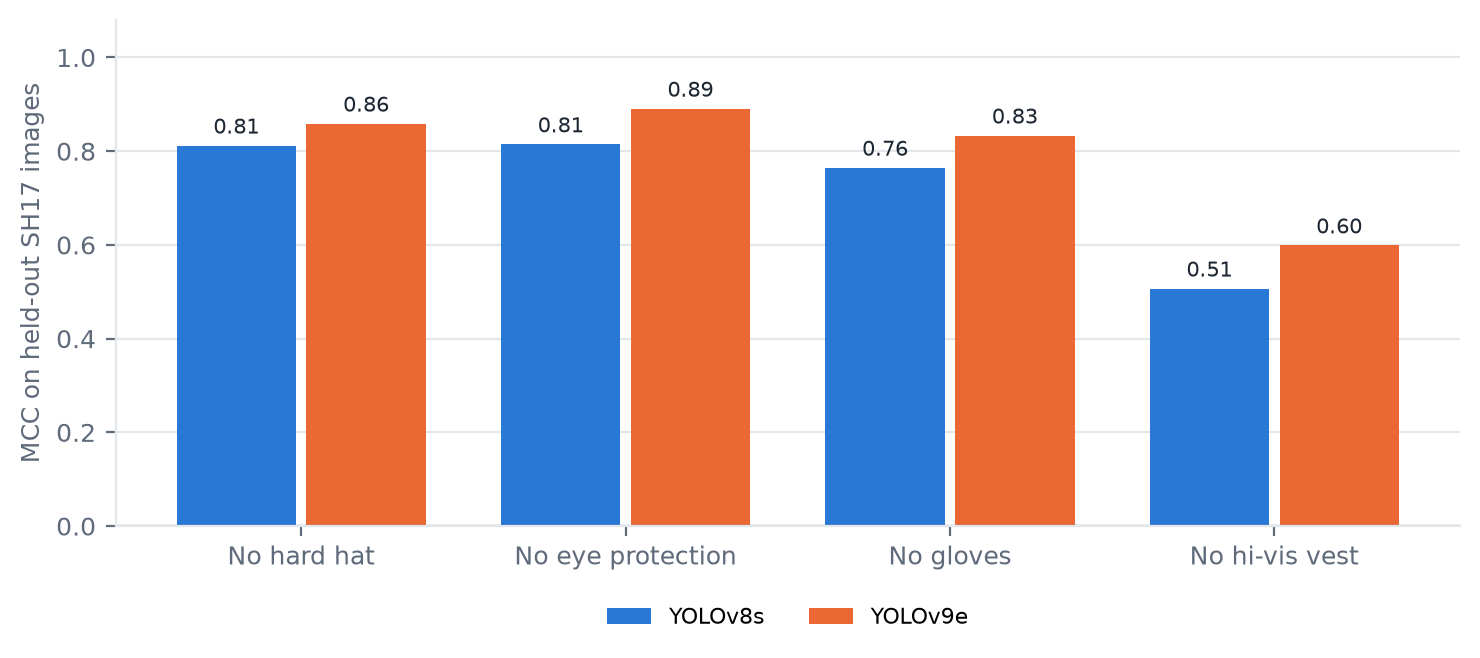 MCC on held-out SH17 images
1.0
0.8
0.6
0.4
0.2
0.0
0.81
0.86
0.81
0.89
0.76
0.83
0.51
0.60
No hard hat
No eye protection
No gloves
No hi-vis vest
YOLOv8s
YOLOv9e